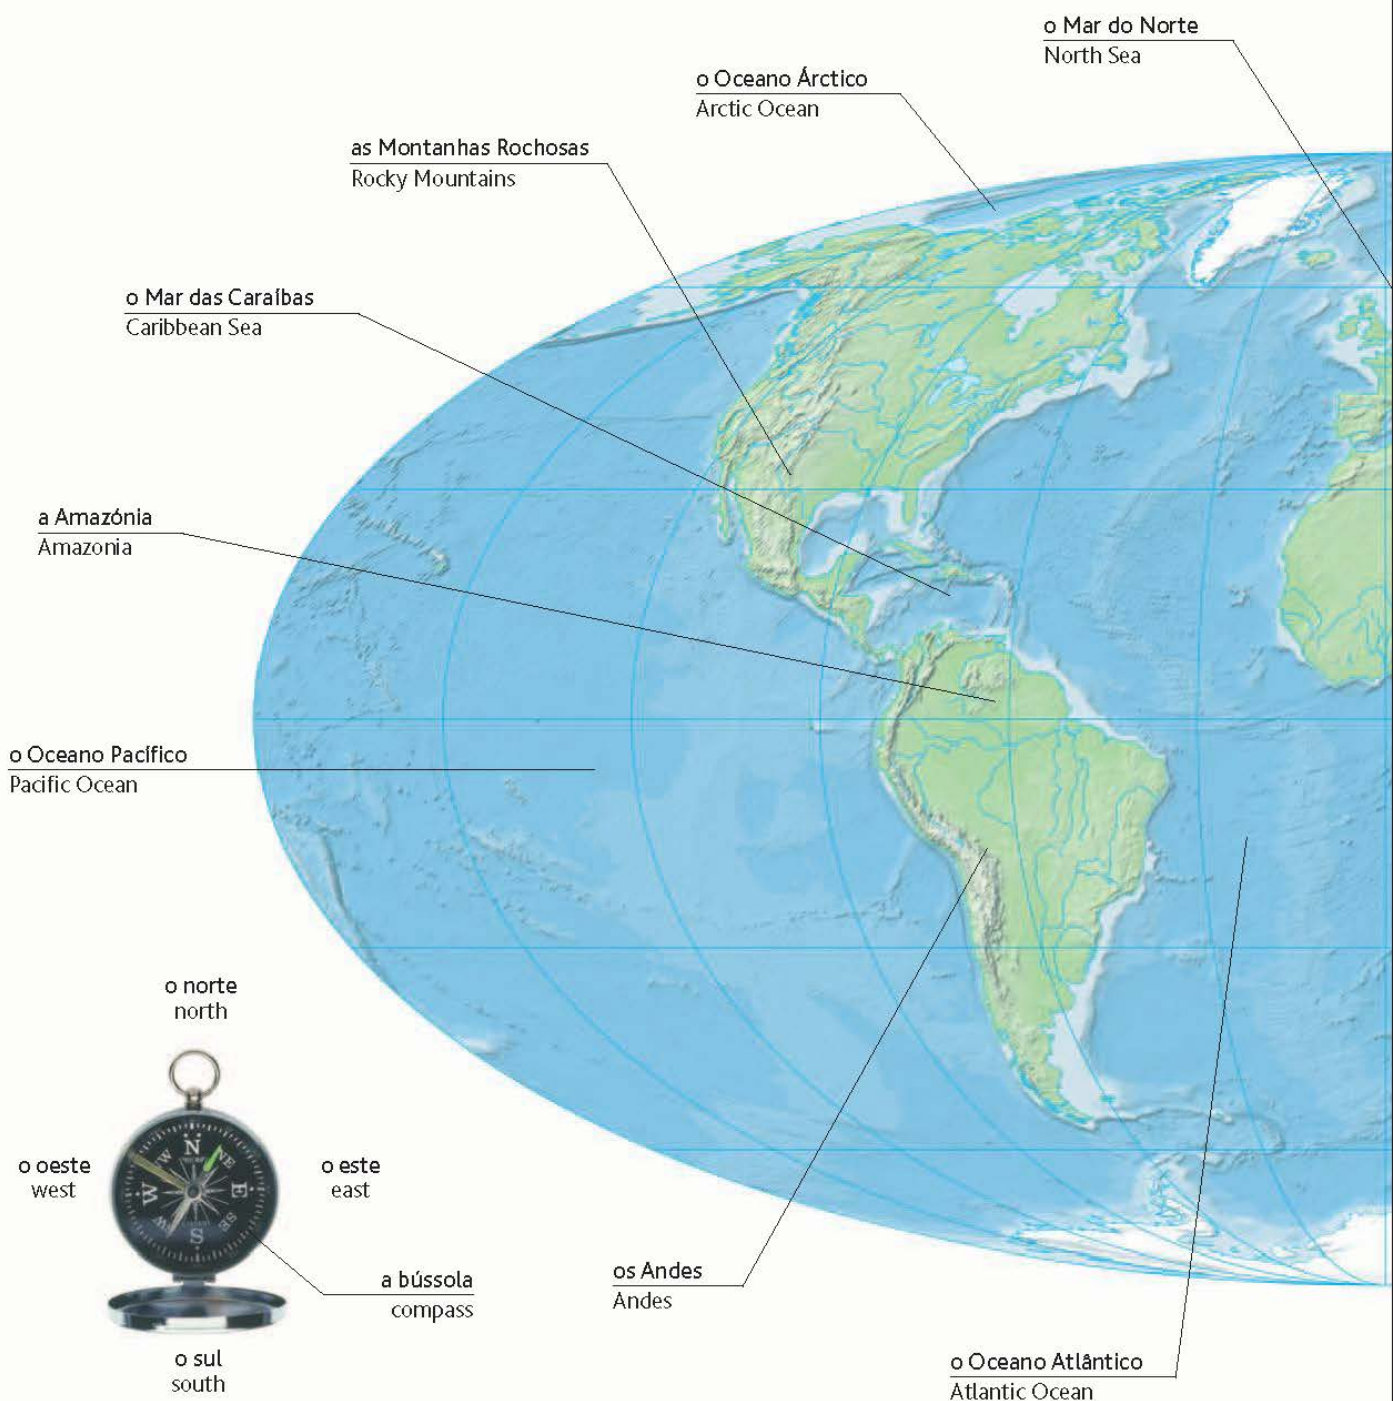 o Mar do Norte
North Sea
o Oceano Árctico
Arctic Ocean
as Montanhas Rochosas
Rocky Mountains
o Mar das Caraíbas
Caribbean Sea
a Amazónia
Amazonia
o Oceano Pacífico
Pacific Ocean
o norte
north
o oeste
west
N
NE
E
SE
S
W
W
o este
east
a bússola
compass
o sul
south
os Andes
Andes
o Oceano Atlântico
Atlantic Ocean